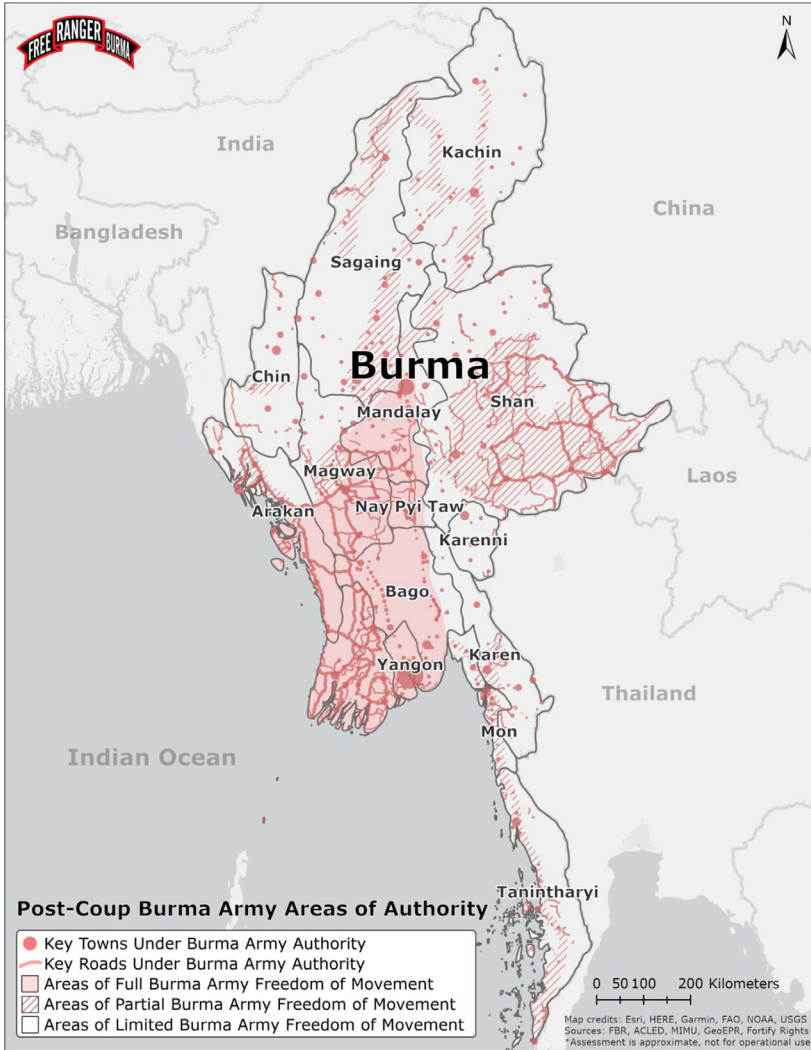 FREE RANGER BURMA
N
India
Kachin
China
Bangladesh
Sagaing
Burma
Chin
Shan
Mandalay
Magway
Laos
Arakan
Nay Pyi Taw
Karenni
Bago
Yangon
Karen
Thailand
Mon
Indian Ocean
Tanintharyi
Post-Coup Burma Army Areas of Authority
Key Towns Under Burma Army Authority
Key Roads Under Burma Army Authority
Areas of Full Burma Army Freedom of Movement
Areas of Partial Burma Army Freedom of Movement
Areas of Limited Burma Army Freedom of Movement
0 50 100 200 Kilometers
Map credits: Esri, HERE, Garmin, FAO, NOAA, USGS
Sources: FBR, ACLED, MIMU, GeoEPR, Fortify Rights
*Assessment is approximate, not for operational use